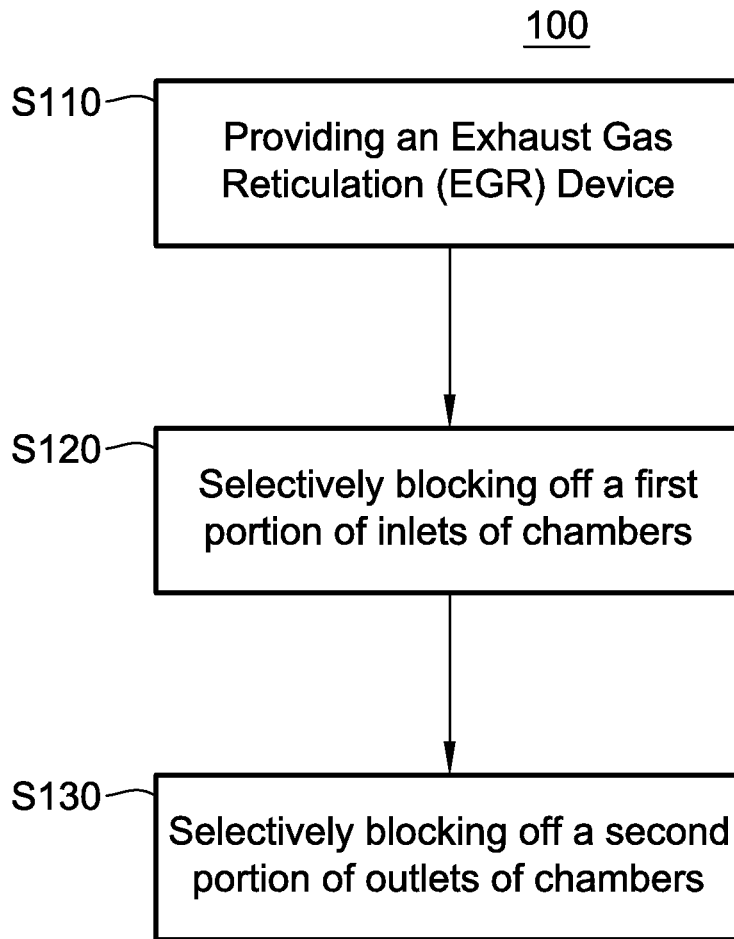 100
S110
Providing an Exhaust Gas
Reticulation (EGR) Device
S120
Selectively blocking off a first
portion of inlets of chambers
S130
Selectively blocking off a second
portion of outlets of chambers